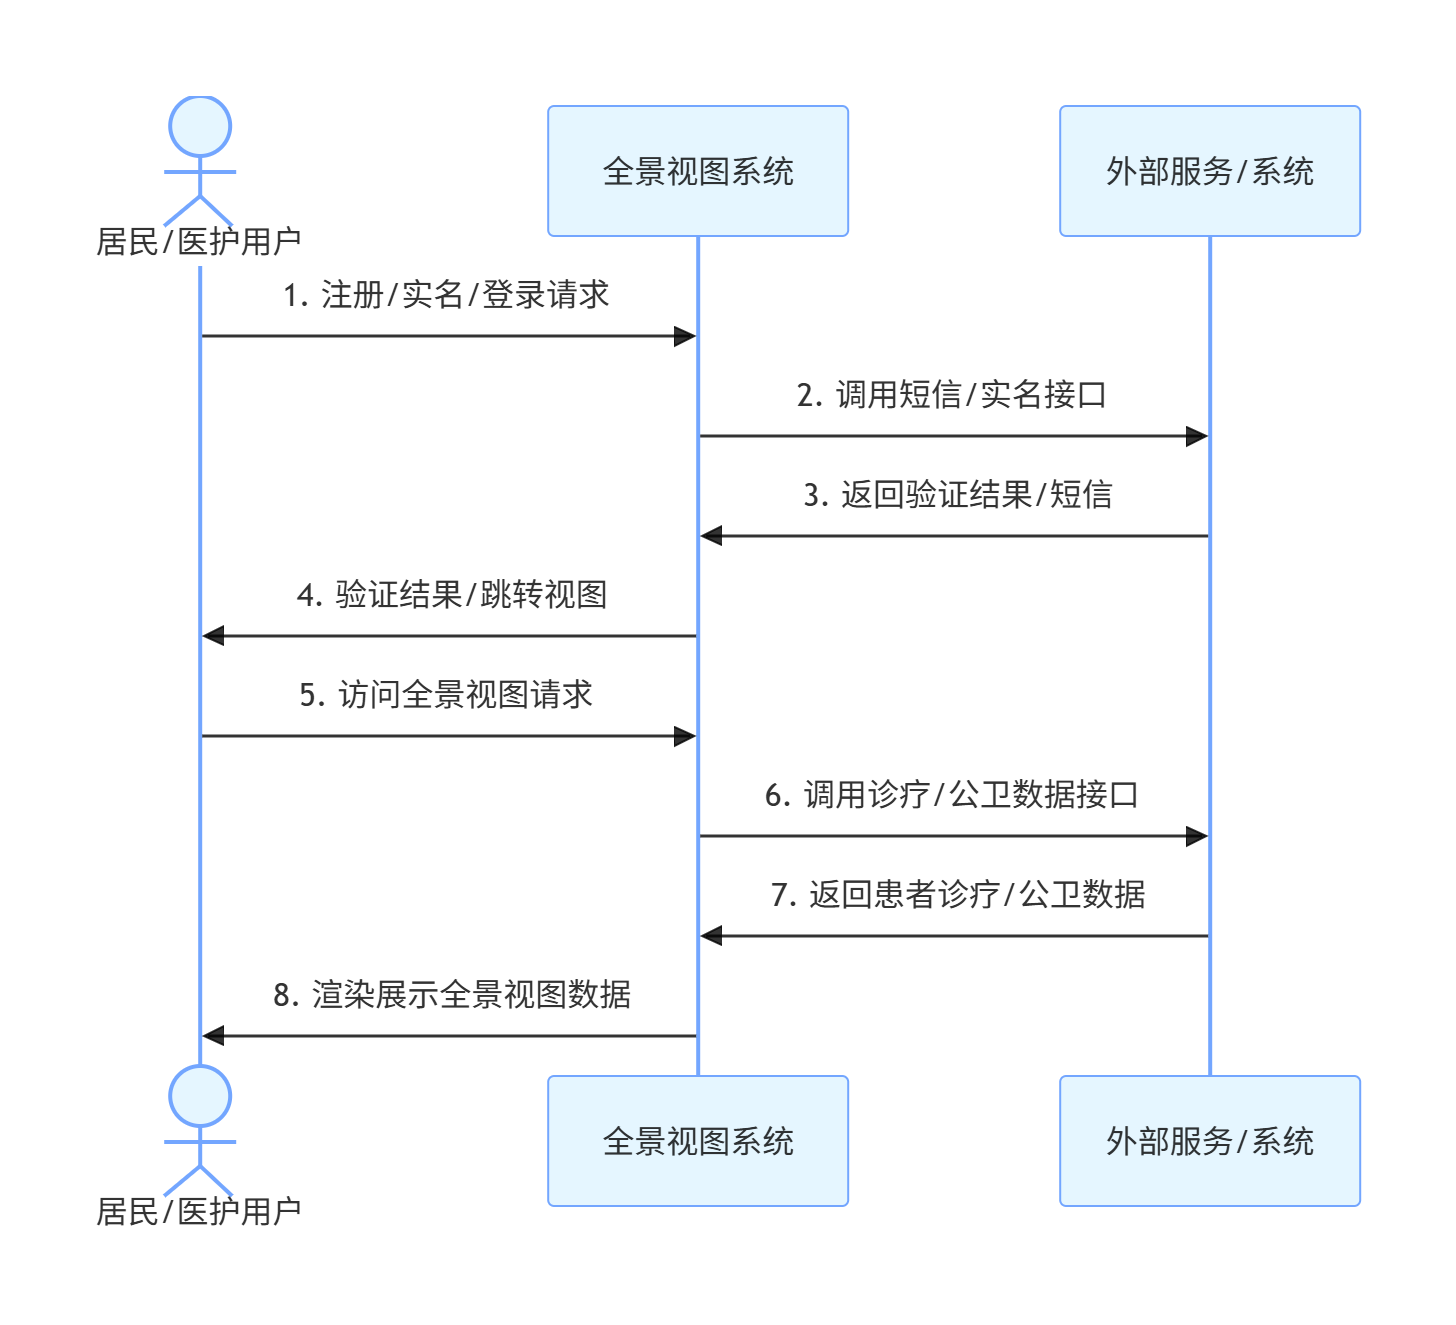 全景视图系统
外部服务/系统
居民/医护用户
1. 注册/实名/登录请求
2. 调用短信/实名接口
3. 返回验证结果/短信
4. 验证结果/跳转视图
5. 访问全景视图请求
6. 调用诊疗/公卫数据接口
7. 返回患者诊疗/公卫数据
8. 渲染展示全景视图数据
全景视图系统
外部服务/系统
居民/医护用户